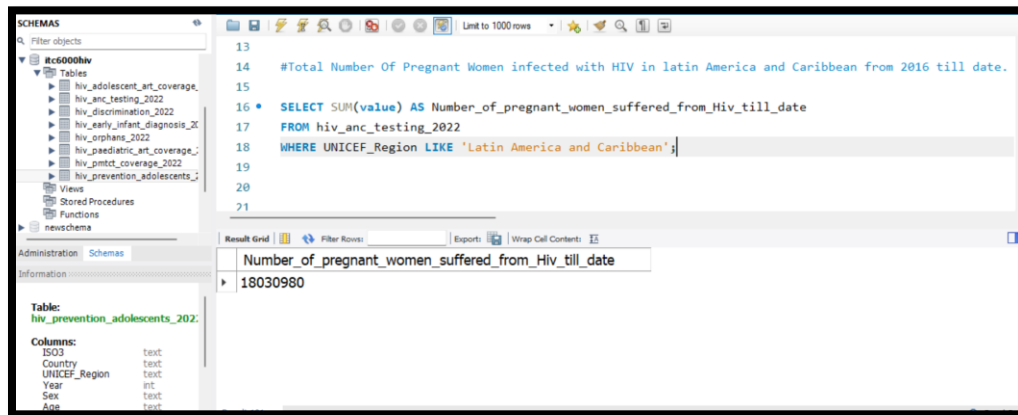 SCHEMAS
Filter objects
itc6000hiv
Tables
hiv_adolescent_art_coverage_
hiv_anc_testing_2022
hiv_discrimination_2022
hiv_early_infant_diagnosis_20
hiv_orphans_2022
hiv_paediatric_art_coverage_2
hiv_pmtct_coverage_2022
hiv_prevention_adolescents_2
Views
Stored Procedures
Functions
newschema
Administration Schemas
Information
Table:
hiv_prevention_adolescents_202
Columns:
ISO3 text
Country text
UNICEF_Region text
Year int
Sex text
Age text
Limit to 1000 rows
13
14 #Total Number Of Pregnant Women infected with HIV in latin America and Caribbean from 2016 till date.
15
16 SELECT SUM(value) AS Number_of_pregnant_women_suffered_from_Hiv_till_date
17 FROM hiv_anc_testing_2022
18 WHERE UNICEF_Region LIKE 'Latin America and Caribbean';
19
20
21
Result Grid Filter Rows: Export: Wrap Cell Content:
Number_of_pregnant_women_suffered_from_Hiv_till_date
18030980